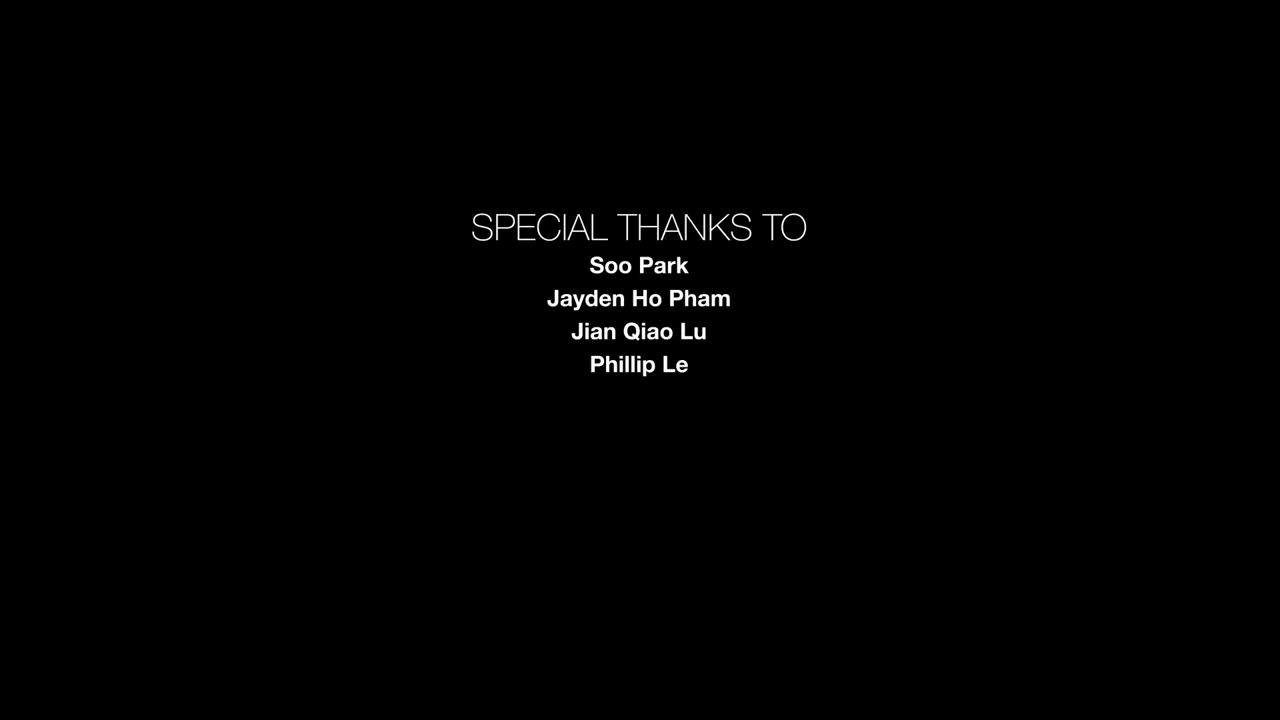 SPECIAL THANKS TO
Soo Park
Jayden Ho Pham
Jian Qiao Lu
Phillip Le